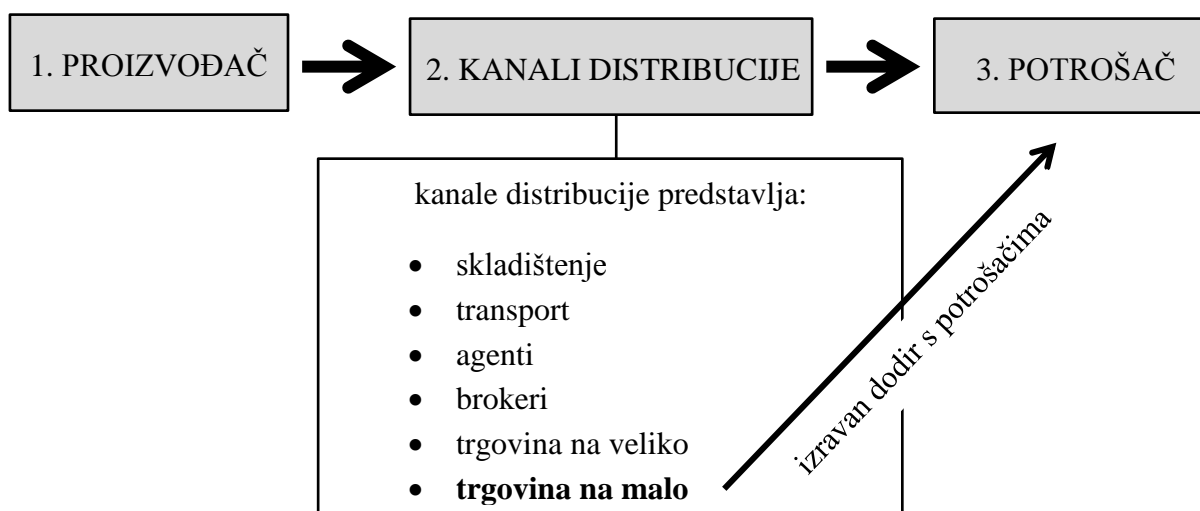 1. PROIZVOĐAČ
2. KANALI DISTRIBUCIJE
3. POTROŠAČ
kanale distribucije predstavlja:
• skladištenje
• transport
• agenti
• brokeri
• trgovina na veliko
• trgovina na malo
izravan dodir s potrošačima